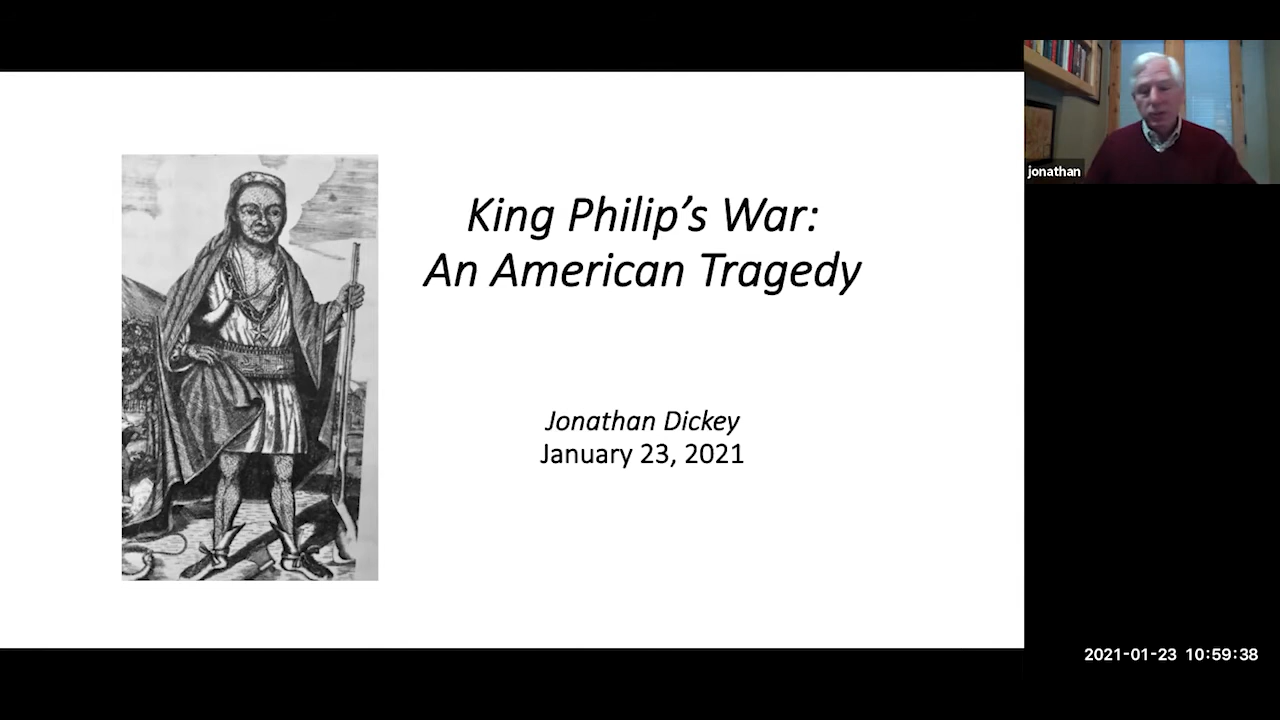 King Philip’s War:
An American Tragedy
Jonathan Dickey
January 23, 2021
jonathan
2021-01-23 10:59:38